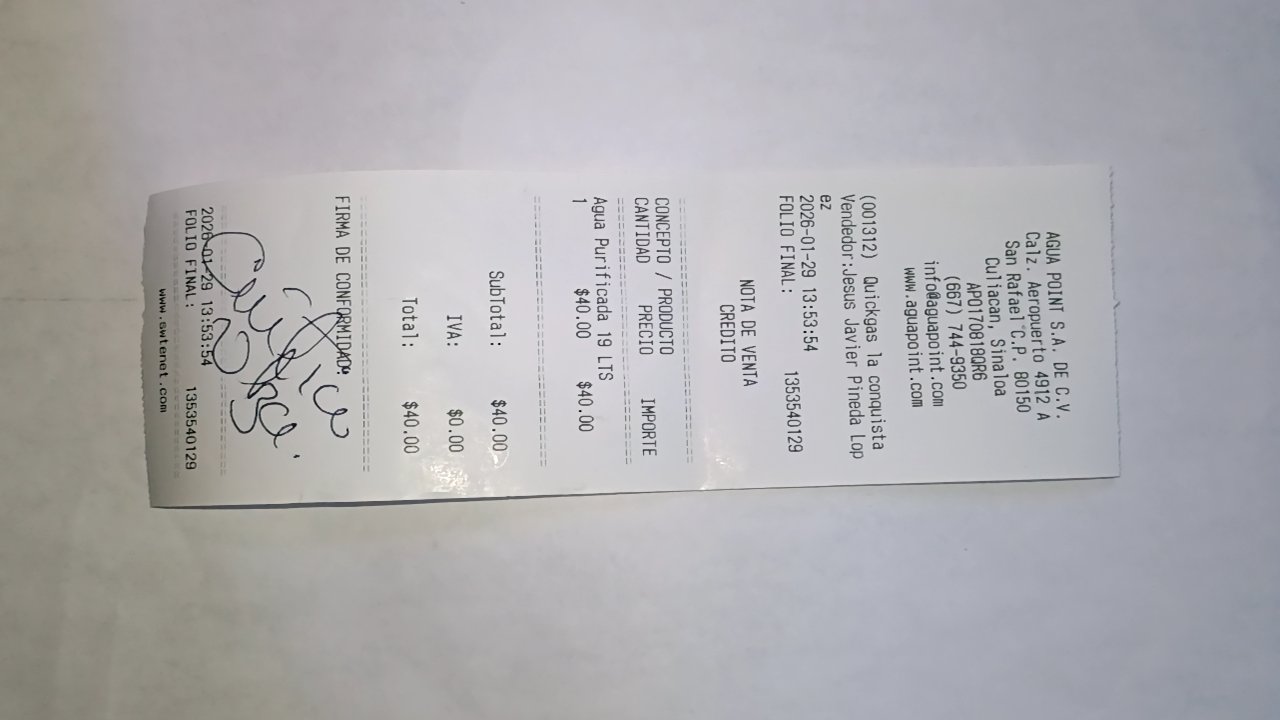 AGUA POINT S.A. DE C.V.
Calz. Aeropuerto 4912 A
San Rafael C.P. 80150
Culiacan, Sinaloa
APO170818QR6
(667) 744-9350
info@aguapoint.com
www.aguapoint.com
(001312) Quickgas la conquista
Vendedor:Jesus Javier Pineda Lop
ez
2026-01-29 13:53:54
FOLIO FINAL: 1353540129
NOTA DE VENTA
CREDITO
CONCEPTO / PRODUCTO
CANTIDAD PRECIO IMPORTE
Agua Purificada 19 LTS
1 $40.00 $40.00
SubTotal: $40.00
IVA: $0.00
Total: $40.00
FIRMA DE CONFORMIDAD:
2026-01-29 13:53:54
FOLIO FINAL: 1353540129
www.swtenet.com